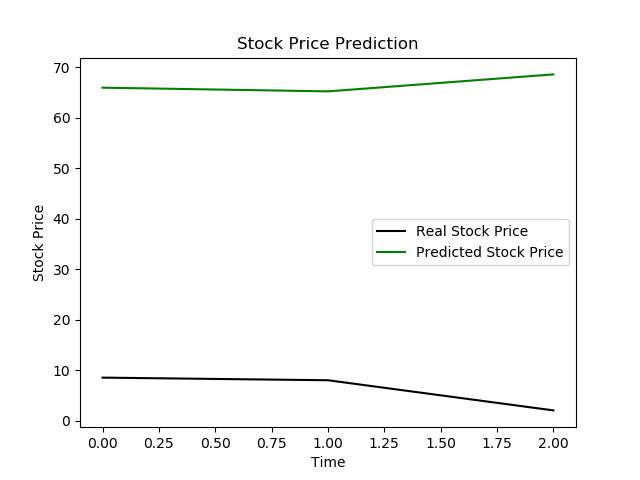 Stock Price Prediction
70
60
50
40
30
20
10
0
Stock Price
Real Stock Price
Predicted Stock Price
0.00 0.25 0.50 0.75 1.00 1.25 1.50 1.75 2.00
Time